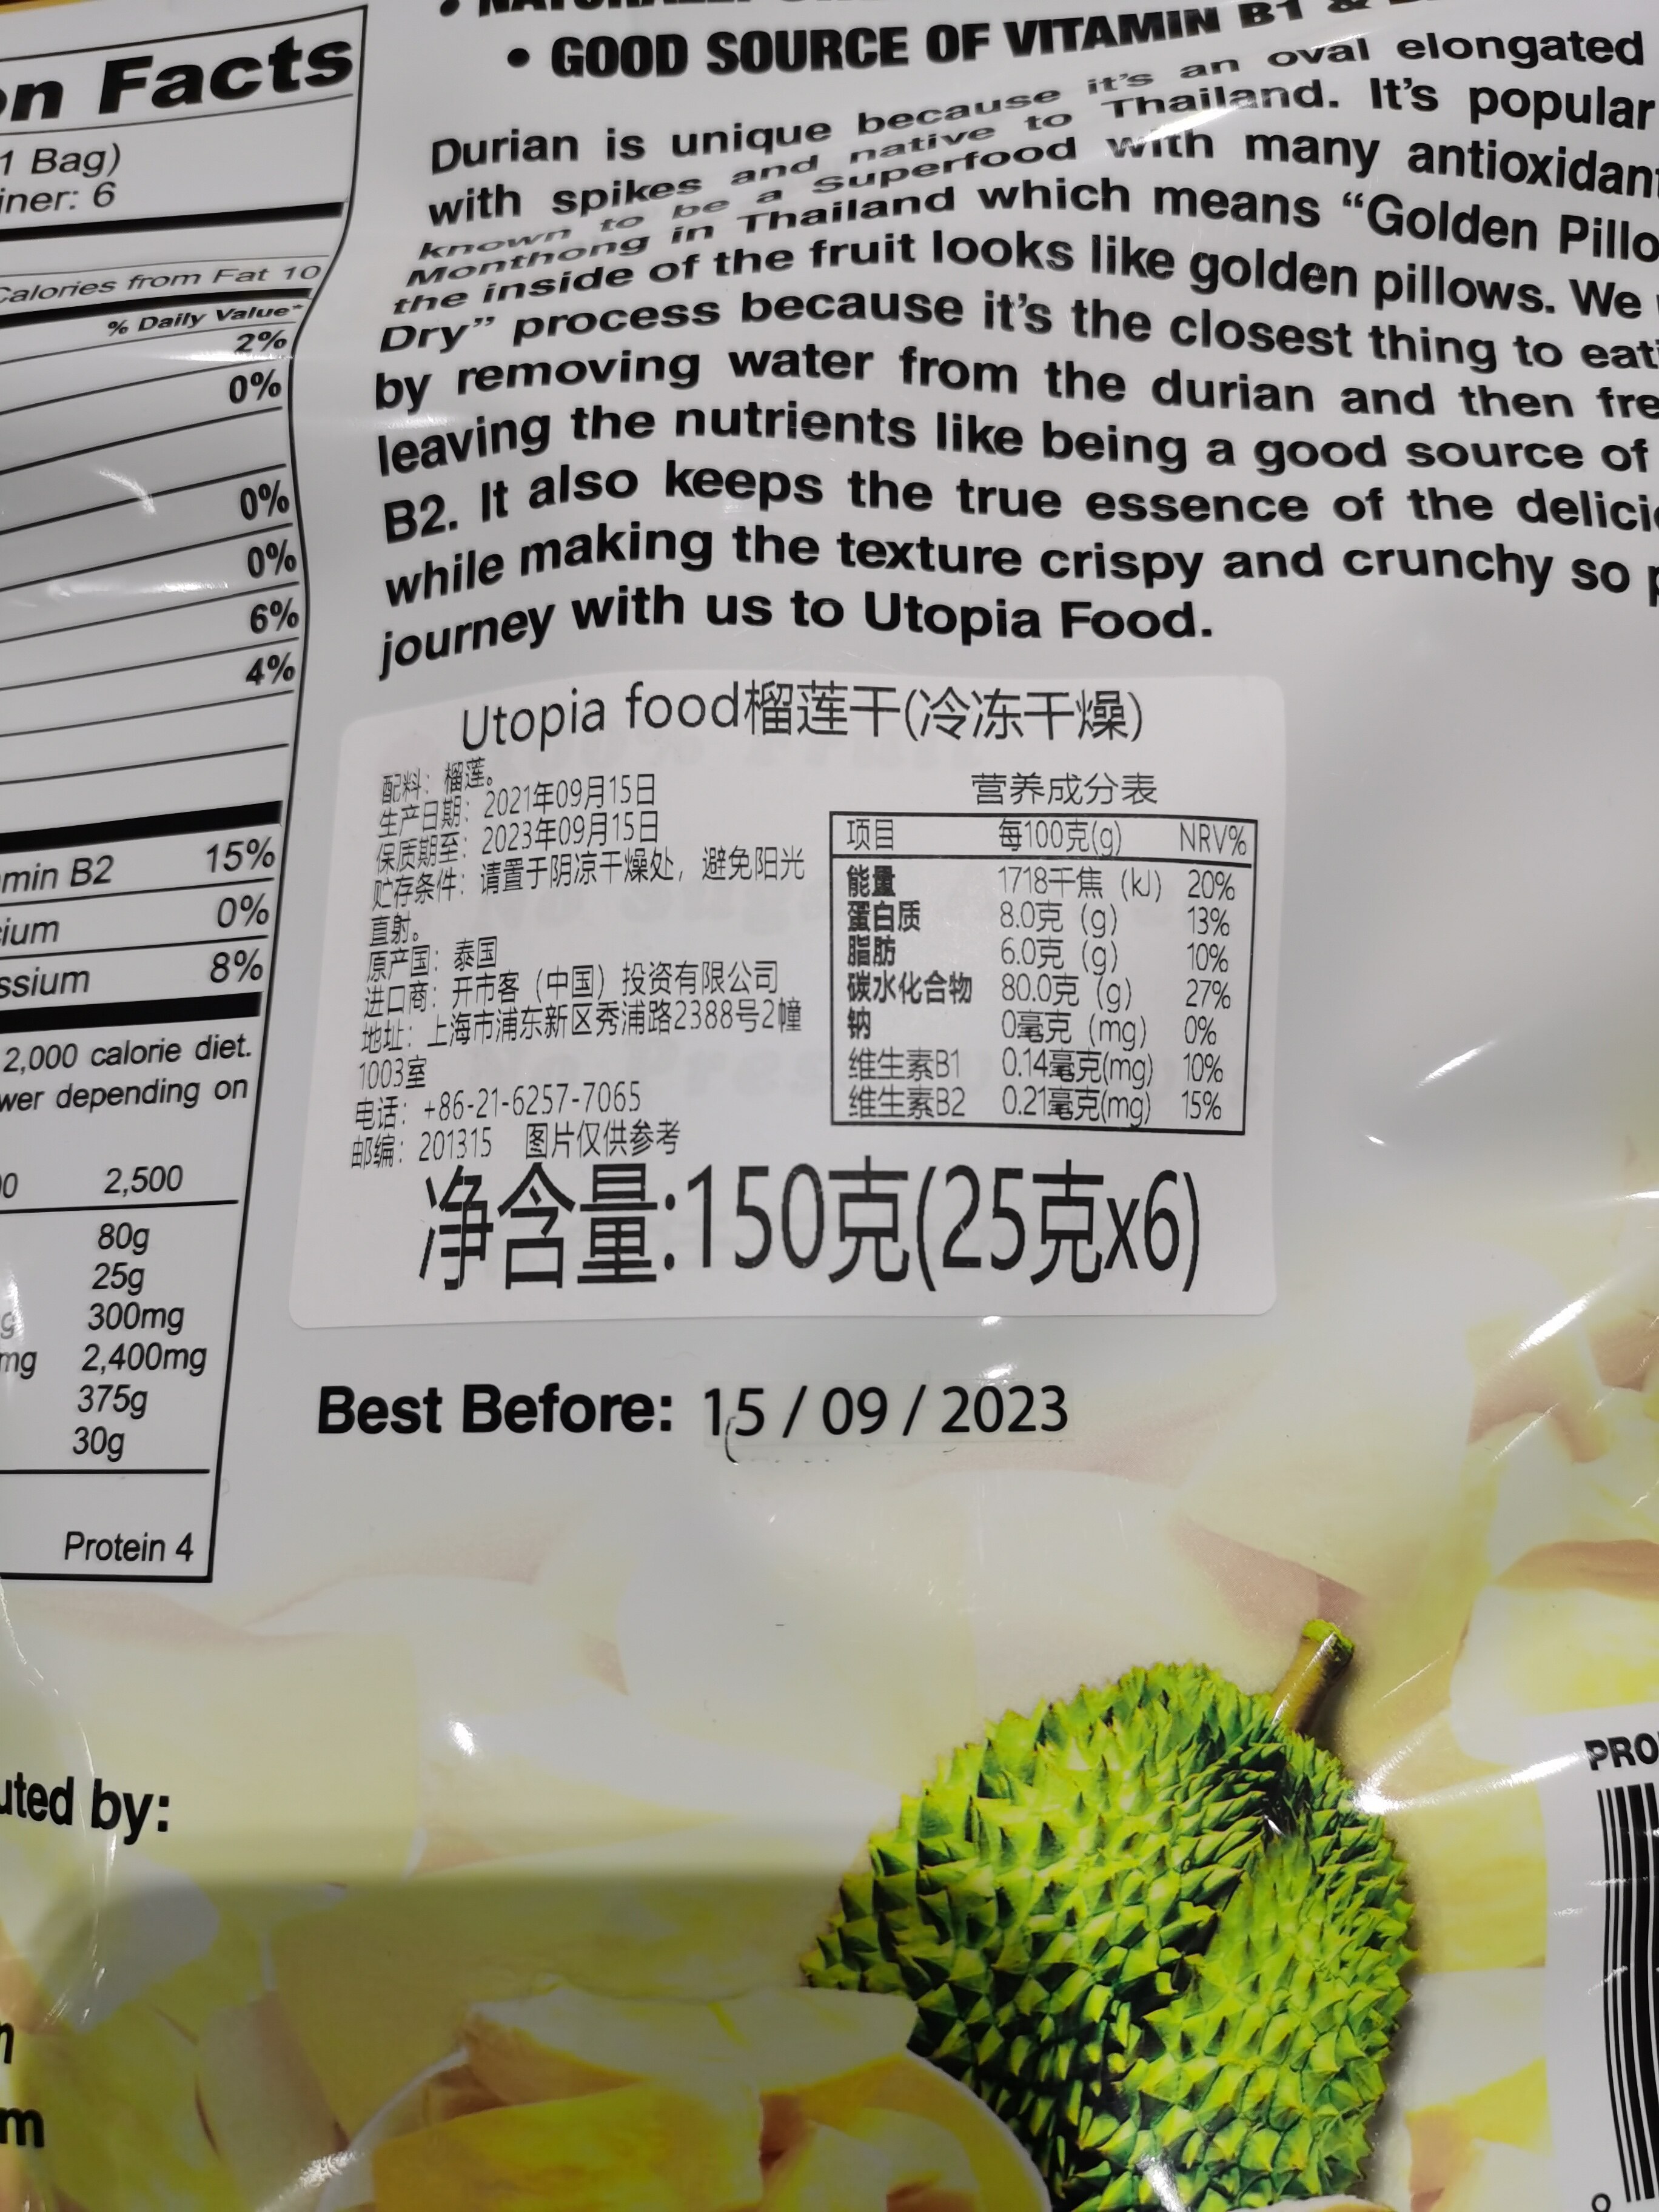 on Facts
1 Bag)
iner: 6
Calories from Fat 10
% Daily Value*
2%
0%
0%
0%
6%
4%
min B2 15%
ium 0%
ssium 8%
2,000 calorie diet.
wer depending on
2,500
80g
25g
300mg
mg 2,400mg
375g
30g
Protein 4
• GOOD SOURCE OF VITAMIN B1 &
Durian is unique because it's an oval elongated
with spikes and native to Thailand. It's popular
known to be a Superfood with many antioxidant
Monthong in Thailand which means “Golden Pillo
the inside of the fruit looks like golden pillows. We
Dry” process because it's the closest thing to eati
by removing water from the durian and then fre
leaving the nutrients like being a good source of
B2. It also keeps the true essence of the delici
while making the texture crispy and crunchy so p
journey with us to Utopia Food.
Utopia food榴莲干(冷冻干燥)
配料：榴莲。
生产日期：2021年09月15日
保质期至：2023年09月15日
贮存条件：请置于阴凉干燥处，避免阳光
直射。
原产国：泰国
进口商：开市客（中国）投资有限公司
地址：上海市浦东新区秀浦路2388号2幢
1003室
电话：+86-21-6257-7065
邮编：201315 图片仅供参考
营养成分表
项目 每100克(g) NRV%
能量 1718千焦（kJ）20%
蛋白质 8.0克（g） 13%
脂肪 6.0克（g） 10%
碳水化合物 80.0克（g） 27%
钠 0毫克（mg） 0%
维生素B1 0.14毫克(mg) 10%
维生素B2 0.21毫克(mg) 15%
净含量:150克(25克x6)
Best Before: 15 / 09 / 2023
uted by:
m
PRO
0